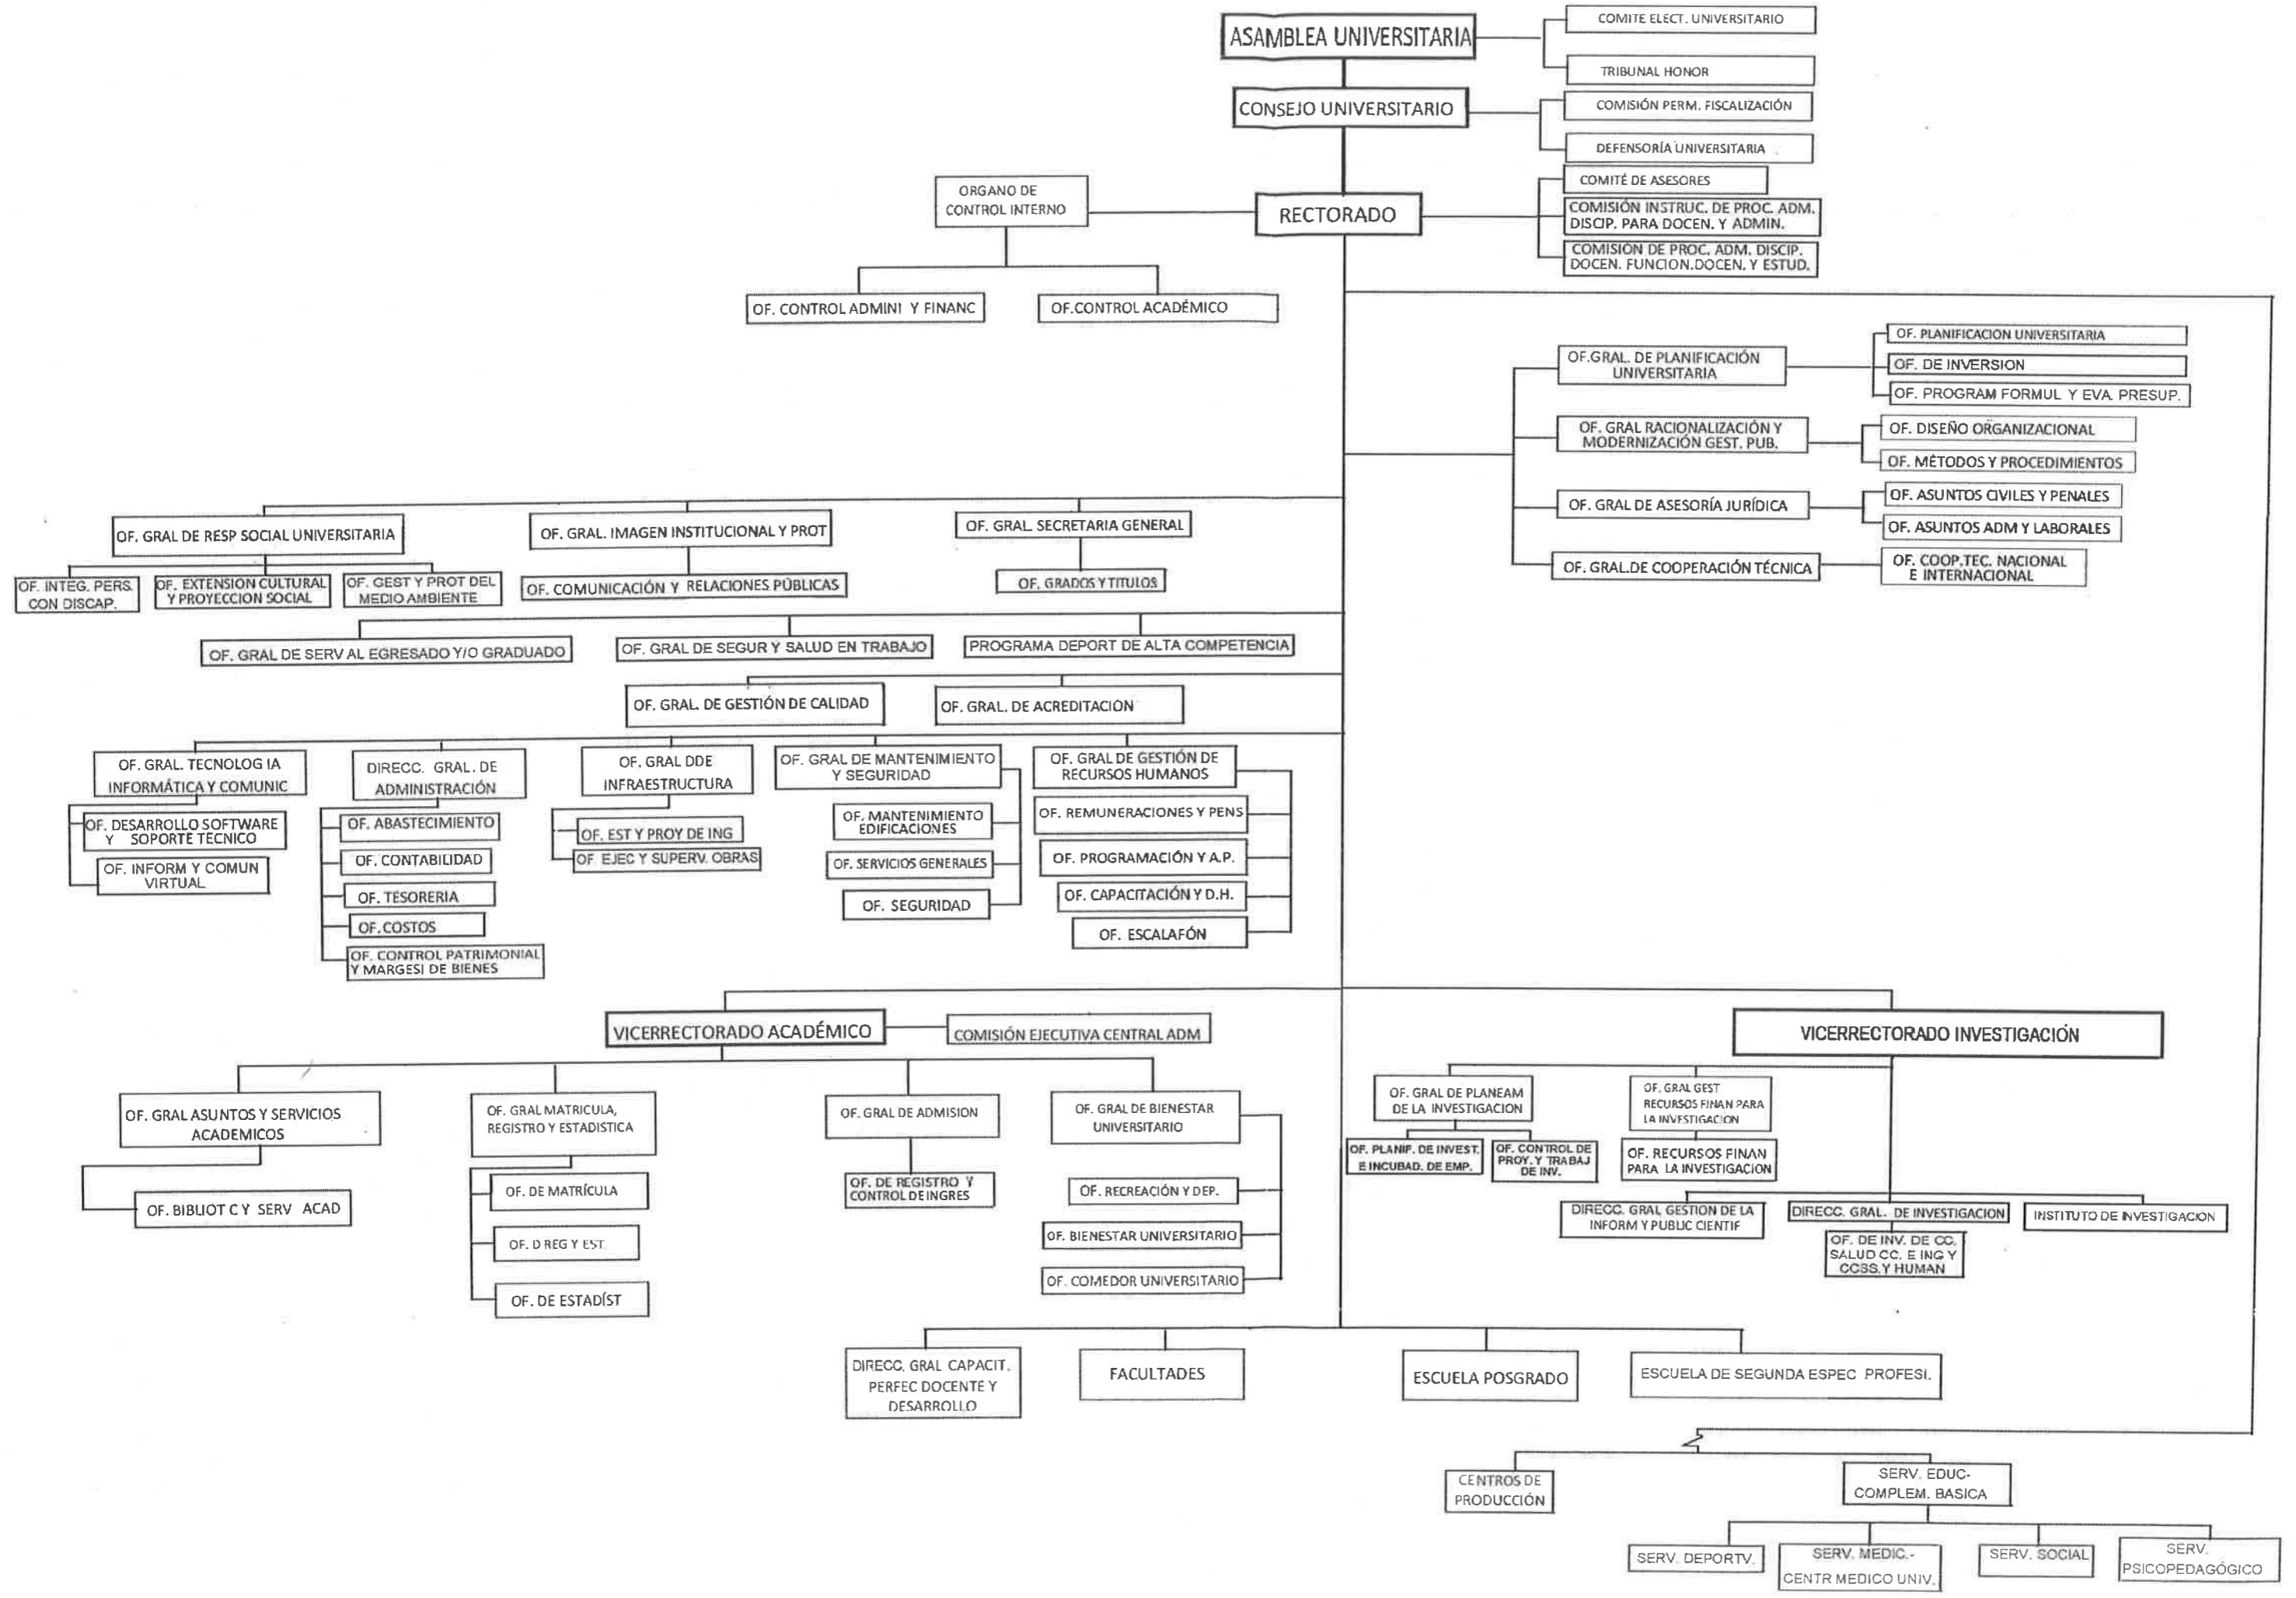 ASAMBLEA UNIVERSITARIA
COMITE ELECT. UNIVERSITARIO
TRIBUNAL HONOR
CONSEJO UNIVERSITARIO
COMISIÓN PERM. FISCALIZACIÓN
DEFENSORÍA UNIVERSITARIA
ORGANO DE
CONTROL INTERNO
RECTORADO
COMITÉ DE ASESORES
COMISIÓN INSTRUC. DE PROC. ADM.
DISCIP. PARA DOCEN. Y ADMIN.
COMISIÓN DE PROC. ADM. DISCIP.
DOCEN. FUNCION.DOCEN. Y ESTUD.
OF. CONTROL ADMINI Y FINANC
OF.CONTROL ACADÉMICO
OF.GRAL. DE PLANIFICACIÓN
UNIVERSITARIA
OF. PLANIFICACION UNIVERSITARIA
OF. DE INVERSION
OF. PROGRAM FORMUL Y EVA. PRESUP.
OF. GRAL RACIONALIZACIÓN Y
MODERNIZACIÓN GEST. PUB.
OF. DISEÑO ORGANIZACIONAL
OF. MÉTODOS Y PROCEDIMIENTOS
OF. GRAL DE ASESORÍA JURÍDICA
OF. ASUNTOS CIVILES Y PENALES
OF. ASUNTOS ADM Y LABORALES
OF. GRAL.DE COOPERACIÓN TÉCNICA
OF. COOP.TEC. NACIONAL
E INTERNACIONAL
OF. GRAL DE RESP SOCIAL UNIVERSITARIA
OF. GRAL. IMAGEN INSTITUCIONAL Y PROT
OF. GRAL. SECRETARIA GENERAL
OF. INTEG. PERS.
CON DISCAP.
OF. EXTENSION CULTURAL
Y PROYECCION SOCIAL
OF. GEST Y PROT DEL
MEDIO AMBIENTE
OF. COMUNICACIÓN Y RELACIONES PÚBLICAS
OF. GRADOS Y TITULOS
OF. GRAL DE SERV AL EGRESADO Y/O GRADUADO
OF. GRAL DE SEGUR Y SALUD EN TRABAJO
PROGRAMA DEPORT DE ALTA COMPETENCIA
OF. GRAL. DE GESTIÓN DE CALIDAD
OF. GRAL. DE ACREDITACION
OF. GRAL. TECNOLOG IA
INFORMÁTICA Y COMUNIC
DIRECC. GRAL. DE
ADMINISTRACIÓN
OF. GRAL DDE
INFRAESTRUCTURA
OF. GRAL DE MANTENIMIENTO
Y SEGURIDAD
OF. GRAL DE GESTIÓN DE
RECURSOS HUMANOS
OF. DESARROLLO SOFTWARE
Y SOPORTE TECNICO
OF. INFORM Y COMUN
VIRTUAL
OF. ABASTECIMIENTO
OF. CONTABILIDAD
OF. TESORERIA
OF. COSTOS
OF. CONTROL PATRIMONIAL
Y MARGESI DE BIENES
OF. EST Y PROY DE ING
OF. EJEC Y SUPERV. OBRAS
OF. MANTENIMIENTO
EDIFICACIONES
OF. SERVICIOS GENERALES
OF. SEGURIDAD
OF. REMUNERACIONES Y PENS
OF. PROGRAMACIÓN Y A.P.
OF. CAPACITACIÓN Y D.H.
OF. ESCALAFÓN
VICERRECTORADO ACADÉMICO
COMISIÓN EJECUTIVA CENTRAL ADM
VICERRECTORADO INVESTIGACIÓN
OF. GRAL ASUNTOS Y SERVICIOS
ACADEMICOS
OF. BIBLIOT C Y SERV ACAD
OF. GRAL MATRICULA,
REGISTRO Y ESTADISTICA
OF. DE MATRÍCULA
OF. D REG Y EST.
OF. DE ESTADÍST
OF. GRAL DE ADMISION
OF. DE REGISTRO Y
CONTROL DE INGRES
OF. GRAL DE BIENESTAR
UNIVERSITARIO
OF. RECREACIÓN Y DEP.
OF. BIENESTAR UNIVERSITARIO
OF. COMEDOR UNIVERSITARIO
OF. GRAL DE PLANEAM
DE LA INVESTIGACION
OF. PLANIF. DE INVEST.
E INCUBAD. DE EMP.
OF. CONTROL DE
PROY. Y TRABAJ
DE INV.
OF. GRAL GEST
RECURSOS FINAN PARA
LA INVESTIGACION
OF. RECURSOS FINAN
PARA LA INVESTIGACION
DIRECC. GRAL. GESTION DE LA
INFORM Y PUBLIC CIENTIF
DIRECC. GRAL. DE INVESTIGACION
INSTITUTO DE INVESTIGACION
OF. DE INV. DE CC.
SALUD CC. E ING Y
CCSS. Y HUMAN
DIRECC. GRAL CAPACIT.
PERFEC DOCENTE Y
DESARROLLO
FACULTADES
ESCUELA POSGRADO
ESCUELA DE SEGUNDA ESPEC PROFESI.
CENTROS DE
PRODUCCIÓN
SERV. EDUC-
COMPLEM. BASICA
SERV. DEPORTV.
SERV. MEDIC.-
CENTR MEDICO UNIV.
SERV. SOCIAL
SERV.
PSICOPEDAGÓGICO